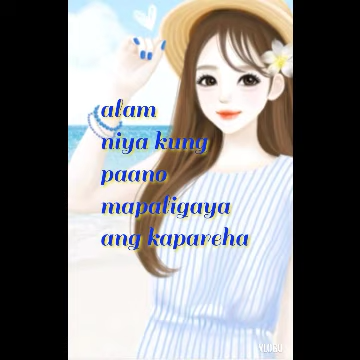 alam
niya kung
paano
mapaligaya
ang kapareha